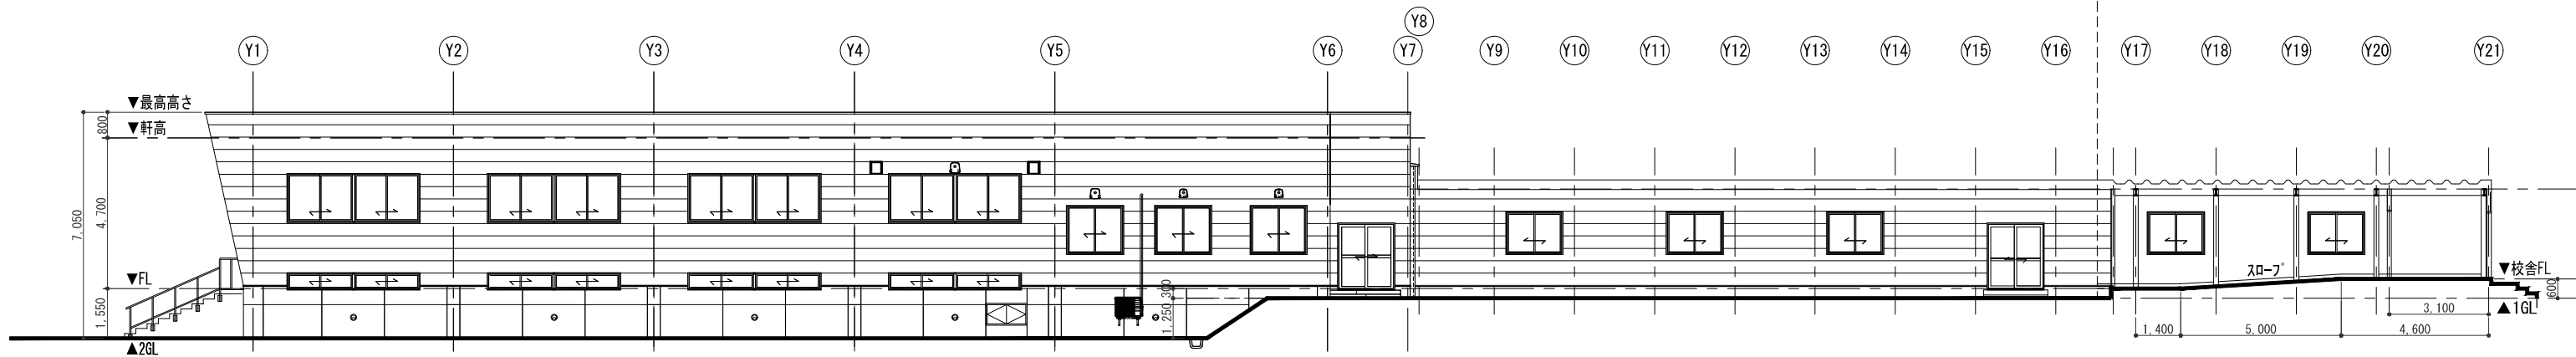 Y8
Y1
Y2
Y3
Y4
Y5
Y6
Y7
Y9
Y10
Y11
Y12
Y13
Y14
Y15
Y16
Y17
Y18
Y19
Y20
Y21
▼最高高さ
800
▼軒高
7,050
4,700
▼FL
1,550
▲2GL
300
1,250
スロープ
▼校舎FL
600
▲1GL
3,100
1,400
5,000
4,600